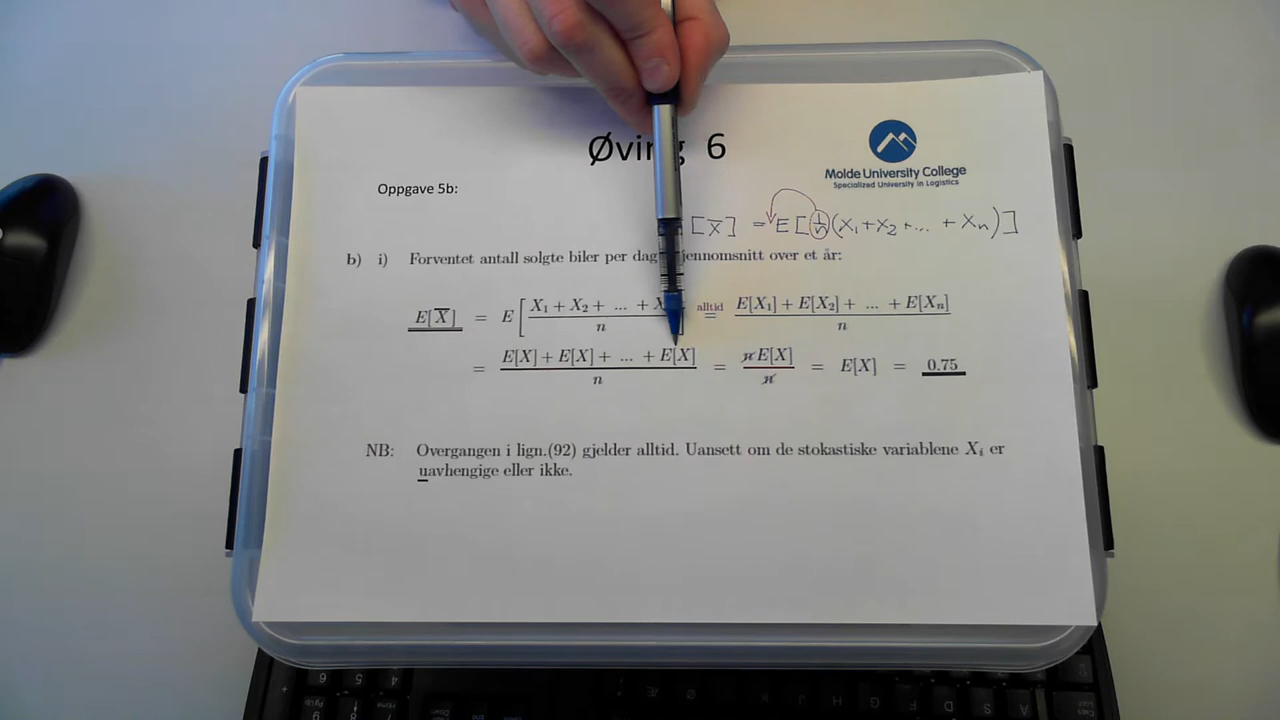 Øving 6
Molde University College
Specialized University in Logistics
Oppgave 5b:
[X̄] = E[(1/n)(X₁+X₂+... + Xₙ)]
b) i) Forventet antall solgte biler per dag jennomsnitt over et år:
E[X̄] = E[ (X₁ + X₂ + ... + X / n alltid = (E[X₁] + E[X₂] + ... + E[Xₙ]) / n
= (E[X] + E[X] + ... + E[X]) / n = nE[X] / n = E[X] = 0.75
NB: Overgangen i lign.(92) gjelder alltid. Uansett om de stokastiske variablene Xᵢ er
uavhengige eller ikke.